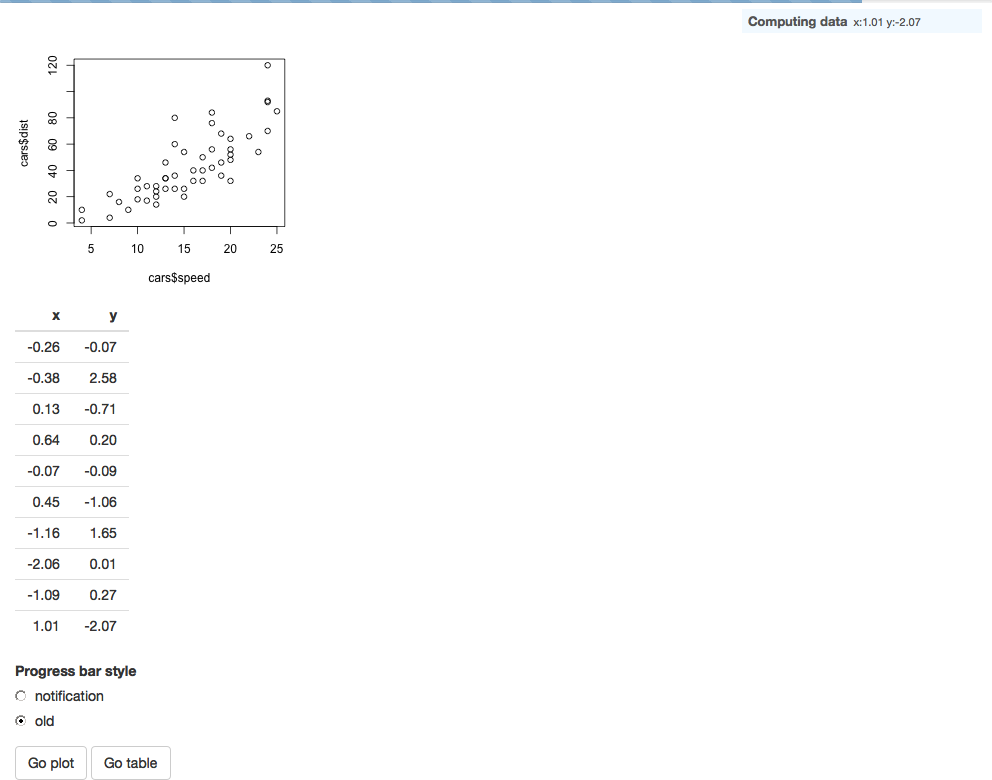 Computing data x:1.01 y:-2.07
120
80
60
40
20
0
cars$dist
5 10 15 20 25
cars$speed
x y
-0.26 -0.07
-0.38 2.58
0.13 -0.71
0.64 0.20
-0.07 -0.09
0.45 -1.06
-1.16 1.65
-2.06 0.01
-1.09 0.27
1.01 -2.07
Progress bar style
notification
old
Go plot Go table